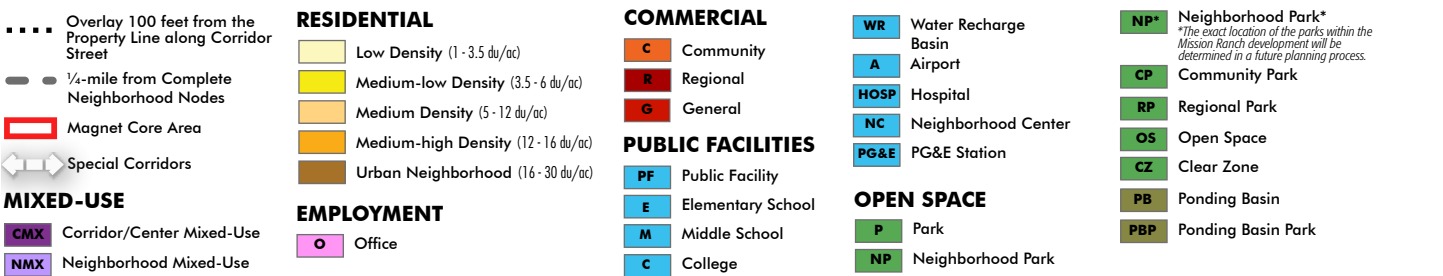 Overlay 100 feet from the
Property Line along Corridor
Street
¼-mile from Complete
Neighborhood Nodes
Magnet Core Area
Special Corridors
MIXED-USE
CMX Corridor/Center Mixed-Use
NMX Neighborhood Mixed-Use
RESIDENTIAL
Low Density (1 - 3.5 du/ac)
Medium-low Density (3.5 - 6 du/ac)
Medium Density (5 - 12 du/ac)
Medium-high Density (12 - 16 du/ac)
Urban Neighborhood (16 - 30 du/ac)
EMPLOYMENT
O Office
COMMERCIAL
C Community
R Regional
G General
PUBLIC FACILITIES
PF Public Facility
E Elementary School
M Middle School
C College
WR Water Recharge
Basin
A Airport
HOSP Hospital
NC Neighborhood Center
PG&E PG&E Station
OPEN SPACE
P Park
NP Neighborhood Park
NP* Neighborhood Park*
*The exact location of the parks within the
Mission Ranch development will be
determined in a future planning process.
CP Community Park
RP Regional Park
OS Open Space
CZ Clear Zone
PB Ponding Basin
PBP Ponding Basin Park